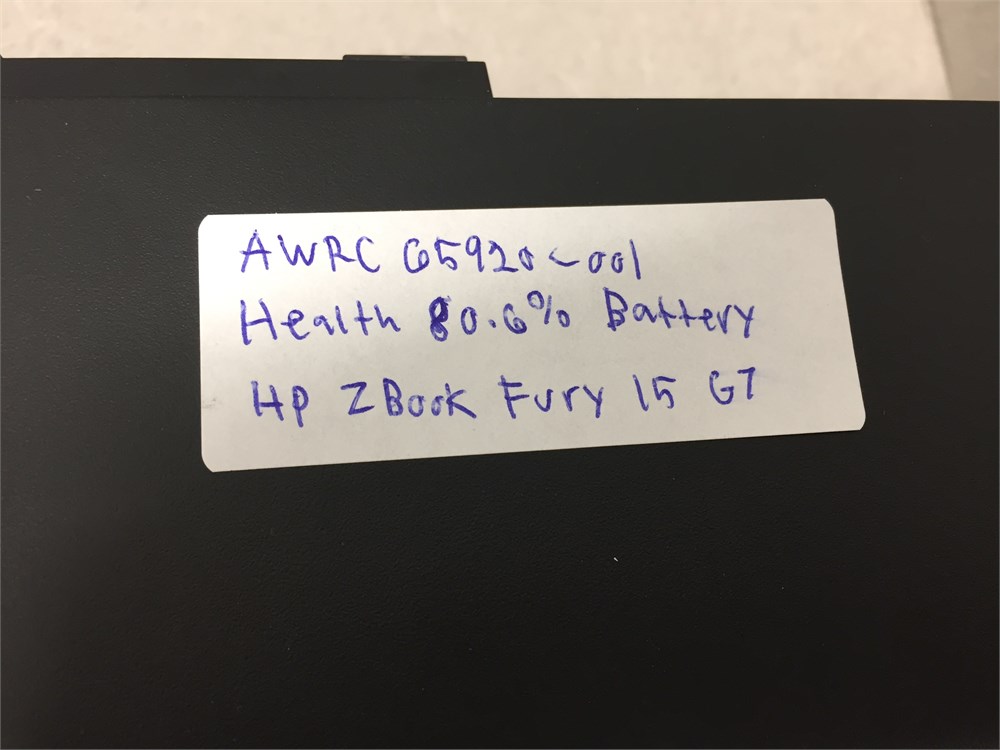 AWRC 65920-001
Health 80.6% Battery
HP ZBook Fury 15 G7